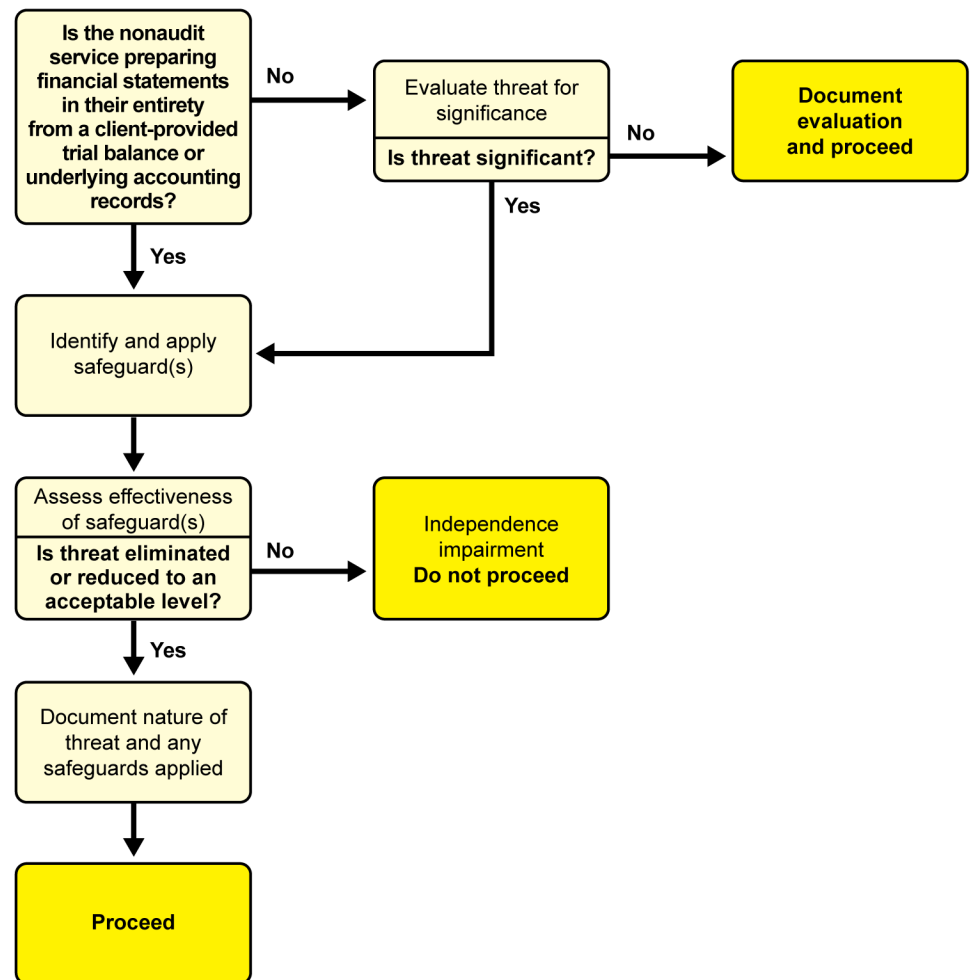 Is the nonaudit
service preparing
financial statements
in their entirety
from a client-provided
trial balance or
underlying accounting
records?
No
Evaluate threat for
significance
Is threat significant?
No
Document
evaluation
and proceed
Yes
Yes
Identify and apply
safeguard(s)
Assess effectiveness
of safeguard(s)
Is threat eliminated
or reduced to an
acceptable level?
No
Independence
impairment
Do not proceed
Yes
Document nature of
threat and any
safeguards applied
Proceed